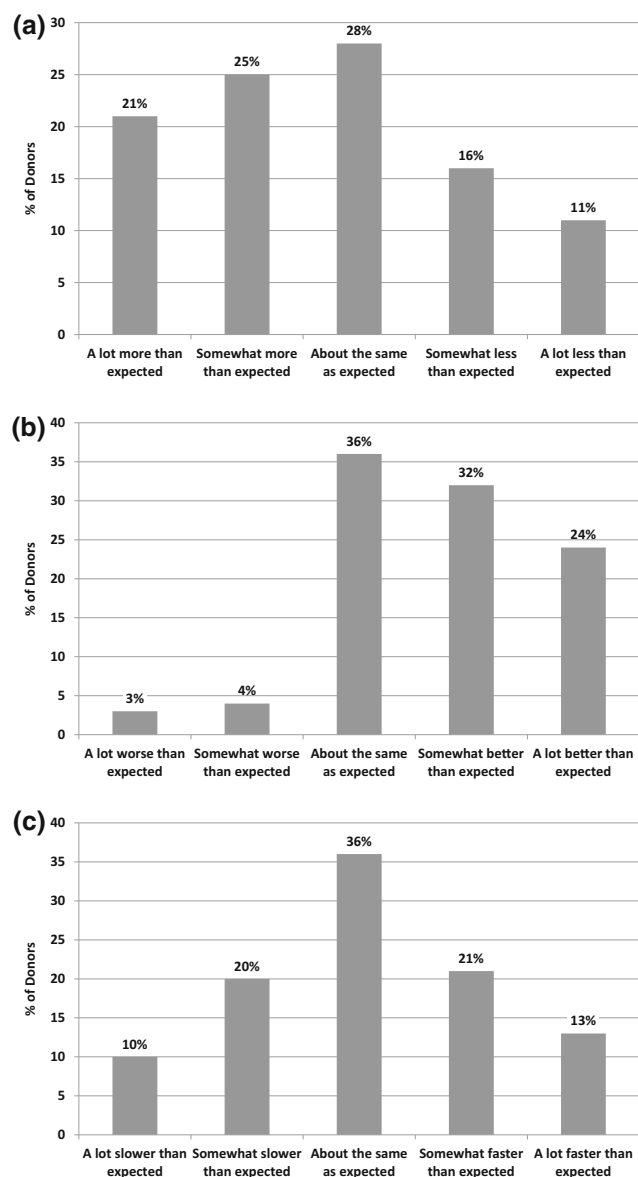 (a)
30
25
20
15
10
5
0
% of Donors
21%
25%
28%
16%
11%
A lot more than
expected
Somewhat more
than expected
About the same
as expected
Somewhat less
than expected
A lot less than
expected
(b)
40
35
30
25
20
15
10
5
0
% of Donors
3%
4%
36%
32%
24%
A lot worse than
expected
Somewhat worse
than expected
About the same
as expected
Somewhat better
than expected
A lot better than
expected
(c)
40
35
30
25
20
15
10
5
0
% of Donors
10%
20%
36%
21%
13%
A lot slower than
expected
Somewhat slower
than expected
About the same
as expected
Somewhat faster
than expected
A lot faster than
expected